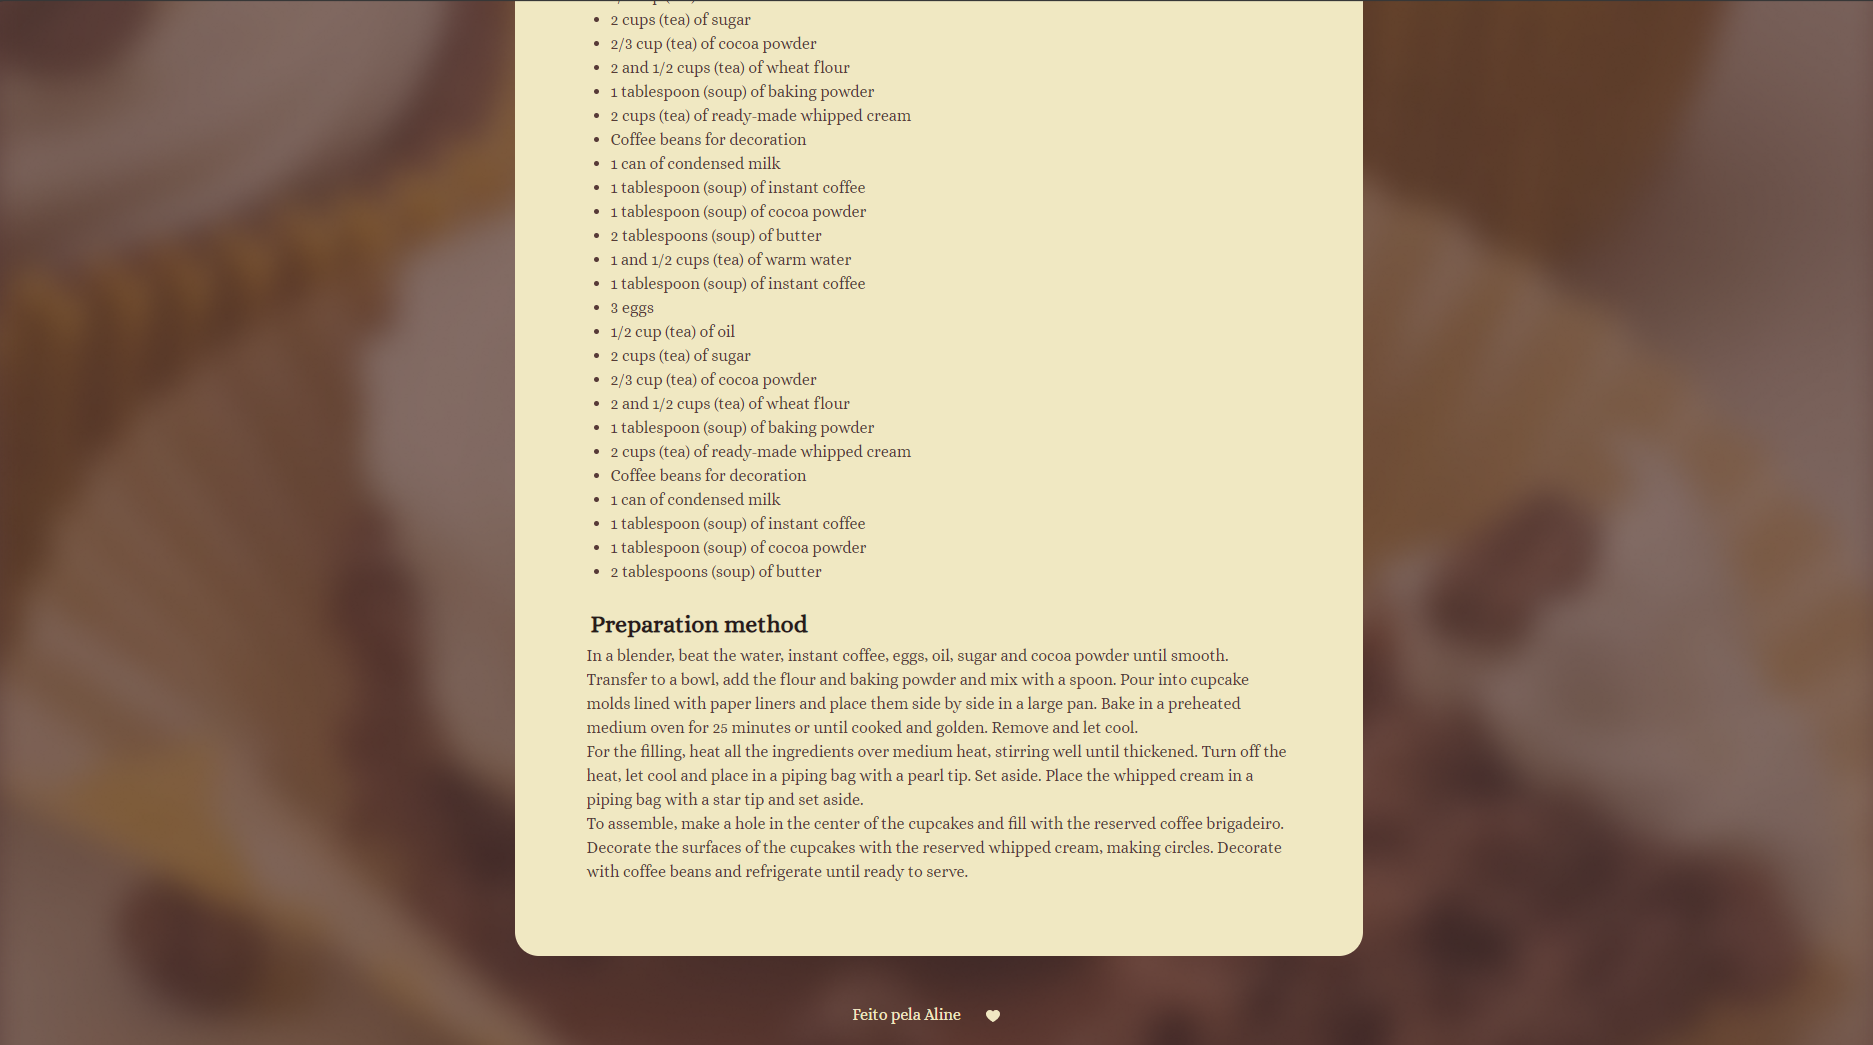 • 2 cups (tea) of sugar
• 2/3 cup (tea) of cocoa powder
• 2 and 1/2 cups (tea) of wheat flour
• 1 tablespoon (soup) of baking powder
• 2 cups (tea) of ready-made whipped cream
• Coffee beans for decoration
• 1 can of condensed milk
• 1 tablespoon (soup) of instant coffee
• 1 tablespoon (soup) of cocoa powder
• 2 tablespoons (soup) of butter
• 1 and 1/2 cups (tea) of warm water
• 1 tablespoon (soup) of instant coffee
• 3 eggs
• 1/2 cup (tea) of oil
• 2 cups (tea) of sugar
• 2/3 cup (tea) of cocoa powder
• 2 and 1/2 cups (tea) of wheat flour
• 1 tablespoon (soup) of baking powder
• 2 cups (tea) of ready-made whipped cream
• Coffee beans for decoration
• 1 can of condensed milk
• 1 tablespoon (soup) of instant coffee
• 1 tablespoon (soup) of cocoa powder
• 2 tablespoons (soup) of butter
Preparation method
In a blender, beat the water, instant coffee, eggs, oil, sugar and cocoa powder until smooth.
Transfer to a bowl, add the flour and baking powder and mix with a spoon. Pour into cupcake
molds lined with paper liners and place them side by side in a large pan. Bake in a preheated
medium oven for 25 minutes or until cooked and golden. Remove and let cool.
For the filling, heat all the ingredients over medium heat, stirring well until thickened. Turn off the
heat, let cool and place in a piping bag with a pearl tip. Set aside. Place the whipped cream in a
piping bag with a star tip and set aside.
To assemble, make a hole in the center of the cupcakes and fill with the reserved coffee brigadeiro.
Decorate the surfaces of the cupcakes with the reserved whipped cream, making circles. Decorate
with coffee beans and refrigerate until ready to serve.
Feito pela Aline